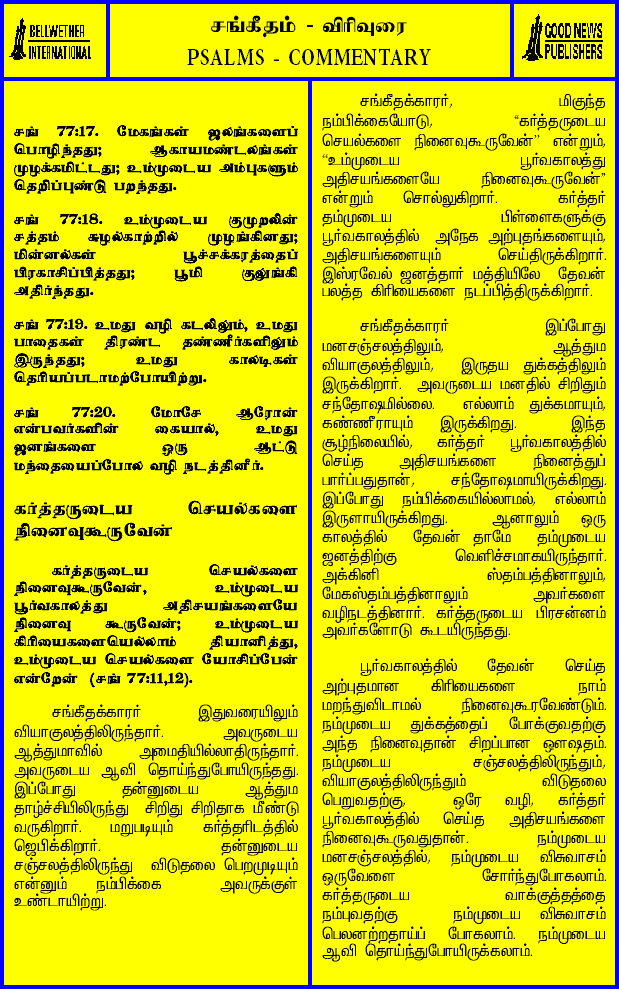 BELLWETHER
INTERNATIONAL
சங்கீதம் - விரிவுரை
PSALMS - COMMENTARY
GOOD NEWS
PUBLISHERS
சங் 77:17. மேகங்கள் ஜலங்களைப்
பொழிந்தது; ஆகாயமண்டலங்கள்
முழக்கமிட்டது; உம்முடைய அம்புகளும்
தெறிப்புண்டு பறந்தது.
சங் 77:18. உம்முடைய குமுறலின்
சத்தம் சுழல்காற்றில் முழங்கினது;
மின்னல்கள் பூச்சக்கரத்தைப்
பிரகாசிப்பித்தது; பூமி குலுங்கி
அதிர்ந்தது.
சங் 77:19. உமது வழி கடலிலும், உமது
பாதைகள் திரண்ட தண்ணீர்களிலும்
இருந்தது; உமது காலடிகள்
தெரியப்படாமற்போயிற்று.
சங் 77:20. மோசே ஆரோன்
என்பவர்களின் கையால், உமது
ஜனங்களை ஒரு ஆட்டு
மந்தையைப்போல வழி நடத்தினீர்.
கர்த்தருடைய செயல்களை
நினைவுகூருவேன்
கர்த்தருடைய செயல்களை
நினைவுகூருவேன், உம்முடைய
பூர்வகாலத்து அதிசயங்களையே
நினைவு கூருவேன்; உம்முடைய
கிரியைகளையெல்லாம் தியானித்து,
உம்முடைய செயல்களை யோசிப்பேன்
என்றேன் (சங் 77:11,12).
சங்கீதக்காரர் இதுவரையிலும்
வியாகுலத்திலிருந்தார். அவருடைய
ஆத்துமாவில் அமைதியில்லாதிருந்தார்.
அவருடைய ஆவி தொய்ந்துபோயிருந்தது.
இப்போது தன்னுடைய ஆத்தும
தாழ்ச்சியிலிருந்து சிறிது சிறிதாக மீண்டு
வருகிறார். மறுபடியும் கர்த்தரிடத்தில்
ஜெபிக்கிறார். தன்னுடைய
சஞ்சலத்திலிருந்து விடுதலை பெறமுடியும்
என்னும் நம்பிக்கை அவருக்குள்
உண்டாயிற்று.
சங்கீதக்காரர், மிகுந்த
நம்பிக்கையோடு, “கர்த்தருடைய
செயல்களை நினைவுகூருவேன்” என்றும்,
“உம்முடைய பூர்வகாலத்து
அதிசயங்களையே நினைவுகூருவேன்”
என்றும் சொல்லுகிறார். கர்த்தர்
தம்முடைய பிள்ளைகளுக்கு
பூர்வகாலத்தில் அநேக அற்புதங்களையும்,
அதிசயங்களையும் செய்திருக்கிறார்.
இஸ்ரவேல் ஜனத்தார் மத்தியிலே தேவன்
பலத்த கிரியைகளை நடப்பித்திருக்கிறார்.
சங்கீதக்காரர் இப்போது
மனசஞ்சலத்திலும், ஆத்தும
வியாகுலத்திலும், இருதய துக்கத்திலும்
இருக்கிறார். அவருடைய மனதில் சிறிதும்
சந்தோஷமில்லை. எல்லாம் துக்கமாயும்,
கண்ணீராயும் இருக்கிறது. இந்த
சூழ்நிலையில், கர்த்தர் பூர்வகாலத்தில்
செய்த அதிசயங்களை நினைத்துப்
பார்ப்பதுதான், சந்தோஷமாயிருக்கிறது.
இப்போது நம்பிக்கையில்லாமல், எல்லாம்
இருளாயிருக்கிறது. ஆனாலும் ஒரு
காலத்தில் தேவன் தாமே தம்முடைய
ஜனத்திற்கு வெளிச்சமாகயிருந்தார்.
அக்கினி ஸ்தம்பத்தினாலும்,
மேகஸ்தம்பத்தினாலும் அவர்களை
வழிநடத்தினார். கர்த்தருடைய பிரசன்னம்
அவர்களோடு கூடயிருந்தது.
பூர்வகாலத்தில் தேவன் செய்த
அற்புதமான கிரியைகளை நாம்
மறந்துவிடாமல் நினைவுகூரவேண்டும்.
நம்முடைய துக்கத்தைப் போக்குவதற்கு
அந்த நினைவுதான் சிறப்பான ஔஷதம்.
நம்முடைய சஞ்சலத்திலிருந்தும்,
வியாகுலத்திலிருந்தும் விடுதலை
பெறுவதற்கு, ஒரே வழி, கர்த்தர்
பூர்வகாலத்தில் செய்த அதிசயங்களை
நினைவுகூருவதுதான். நம்முடைய
மனசஞ்சலத்தில், நம்முடைய விசுவாசம்
ஒருவேளை சோர்ந்துபோகலாம்.
கர்த்தருடைய வாக்குத்தத்தை
நம்புவதற்கு நம்முடைய விசுவாசம்
பெலனற்றதாய்ப் போகலாம். நம்முடைய
ஆவி தொய்ந்துபோயிருக்கலாம்.